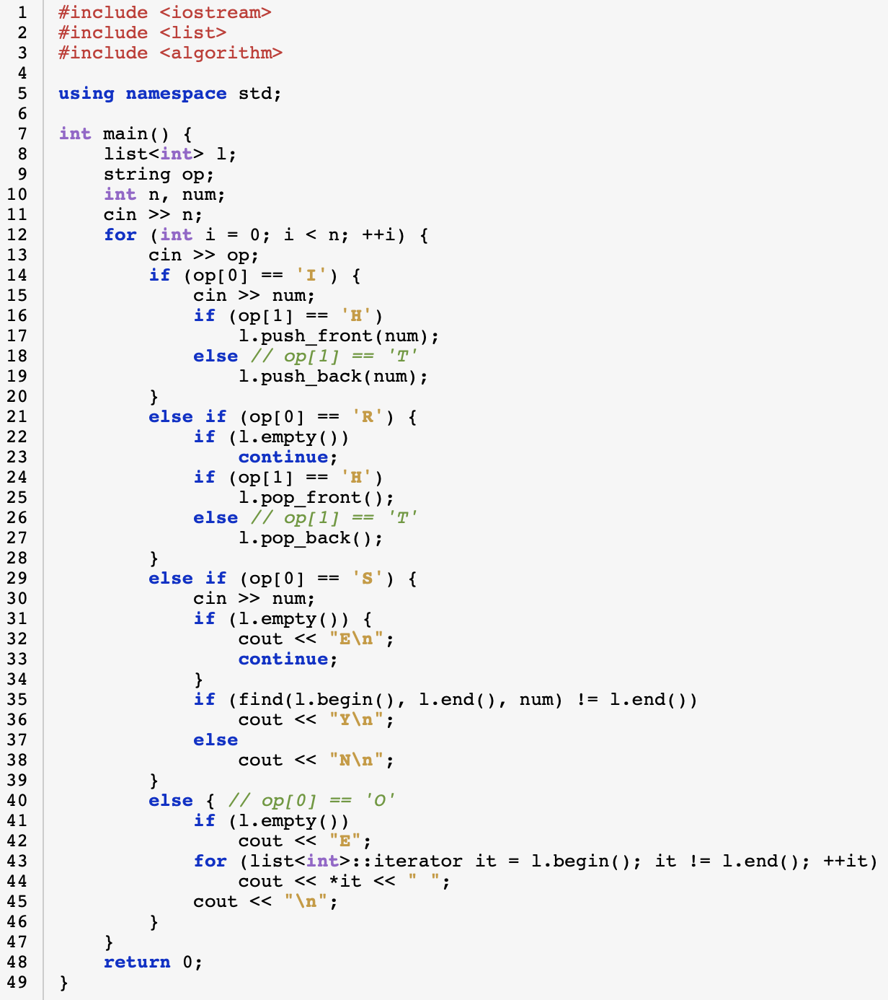 1 #include <iostream>
2 #include <list>
3 #include <algorithm>
4
5 using namespace std;
6
7 int main() {
8     list<int> l;
9     string op;
10     int n, num;
11     cin >> n;
12     for (int i = 0; i < n; ++i) {
13         cin >> op;
14         if (op[0] == 'I') {
15             cin >> num;
16             if (op[1] == 'H')
17                 l.push_front(num);
18             else // op[1] == 'T'
19                 l.push_back(num);
20         }
21         else if (op[0] == 'R') {
22             if (l.empty())
23                 continue;
24             if (op[1] == 'H')
25                 l.pop_front();
26             else // op[1] == 'T'
27                 l.pop_back();
28         }
29         else if (op[0] == 'S') {
30             cin >> num;
31             if (l.empty()) {
32                 cout << "E\n";
33                 continue;
34             }
35             if (find(l.begin(), l.end(), num) != l.end())
36                 cout << "Y\n";
37             else
38                 cout << "N\n";
39         }
40         else { // op[0] == 'O'
41             if (l.empty())
42                 cout << "E";
43             for (list<int>::iterator it = l.begin(); it != l.end(); ++it)
44                 cout << *it << " ";
45             cout << "\n";
46         }
47     }
48     return 0;
49 }